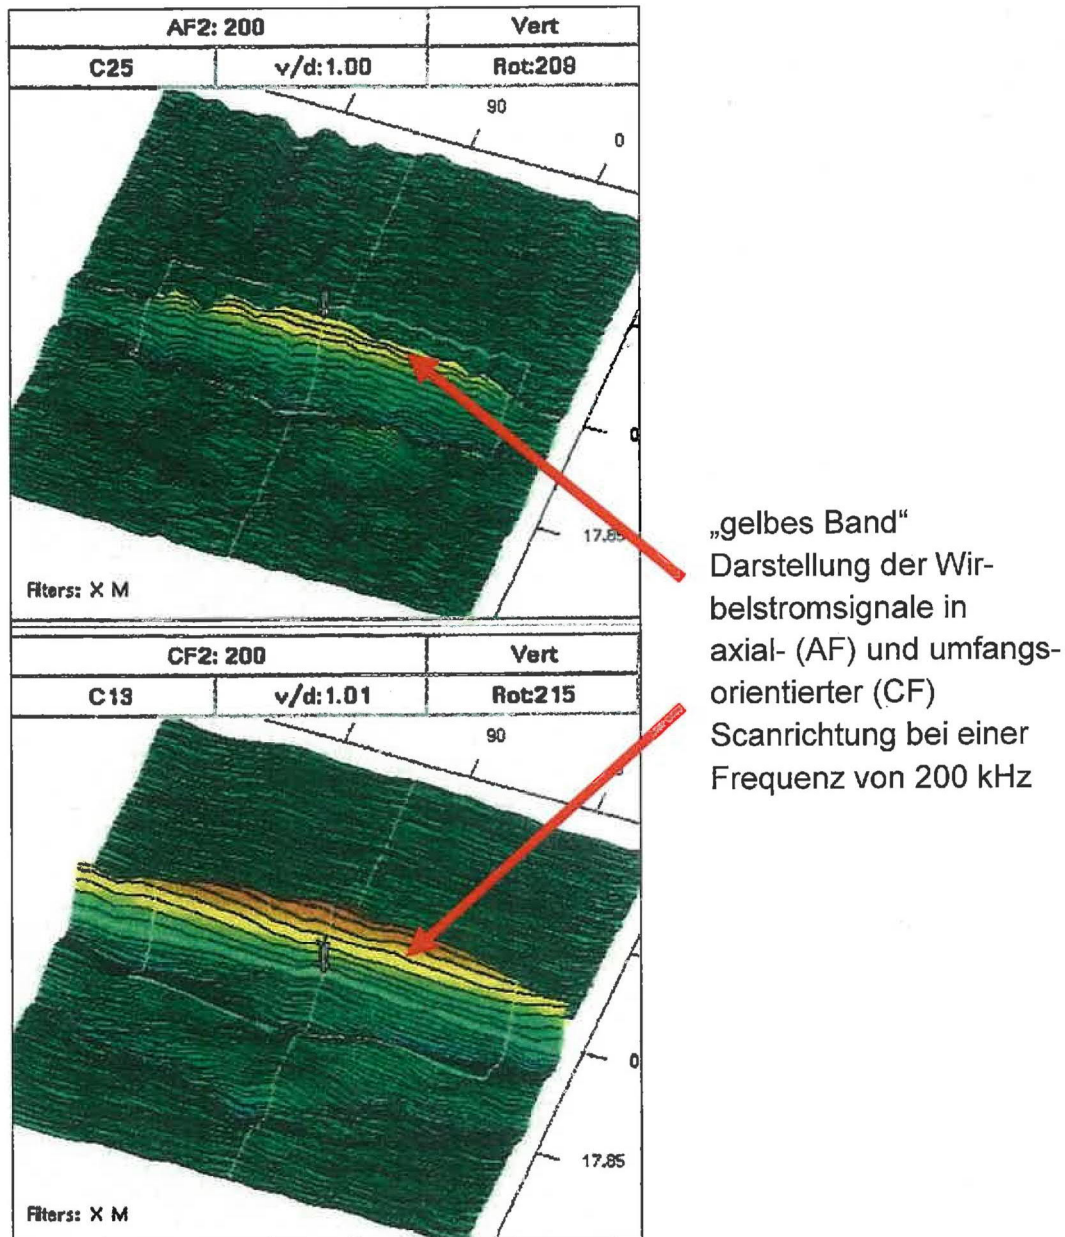 AF2: 200 Vert
C25 v/d:1.00 Rot:208
90
0
0
17.85
Filters: X M
CF2: 200 Vert
C13 v/d:1.01 Rot:215
90
0
17.85
Filters: X M
„gelbes Band“
Darstellung der Wir-
belstromsignale in
axial- (AF) und umfangs-
orientierter (CF)
Scanrichtung bei einer
Frequenz von 200 kHz